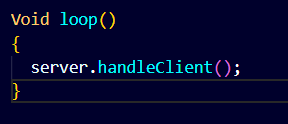 Void loop()
{
  server.handleClient();
}